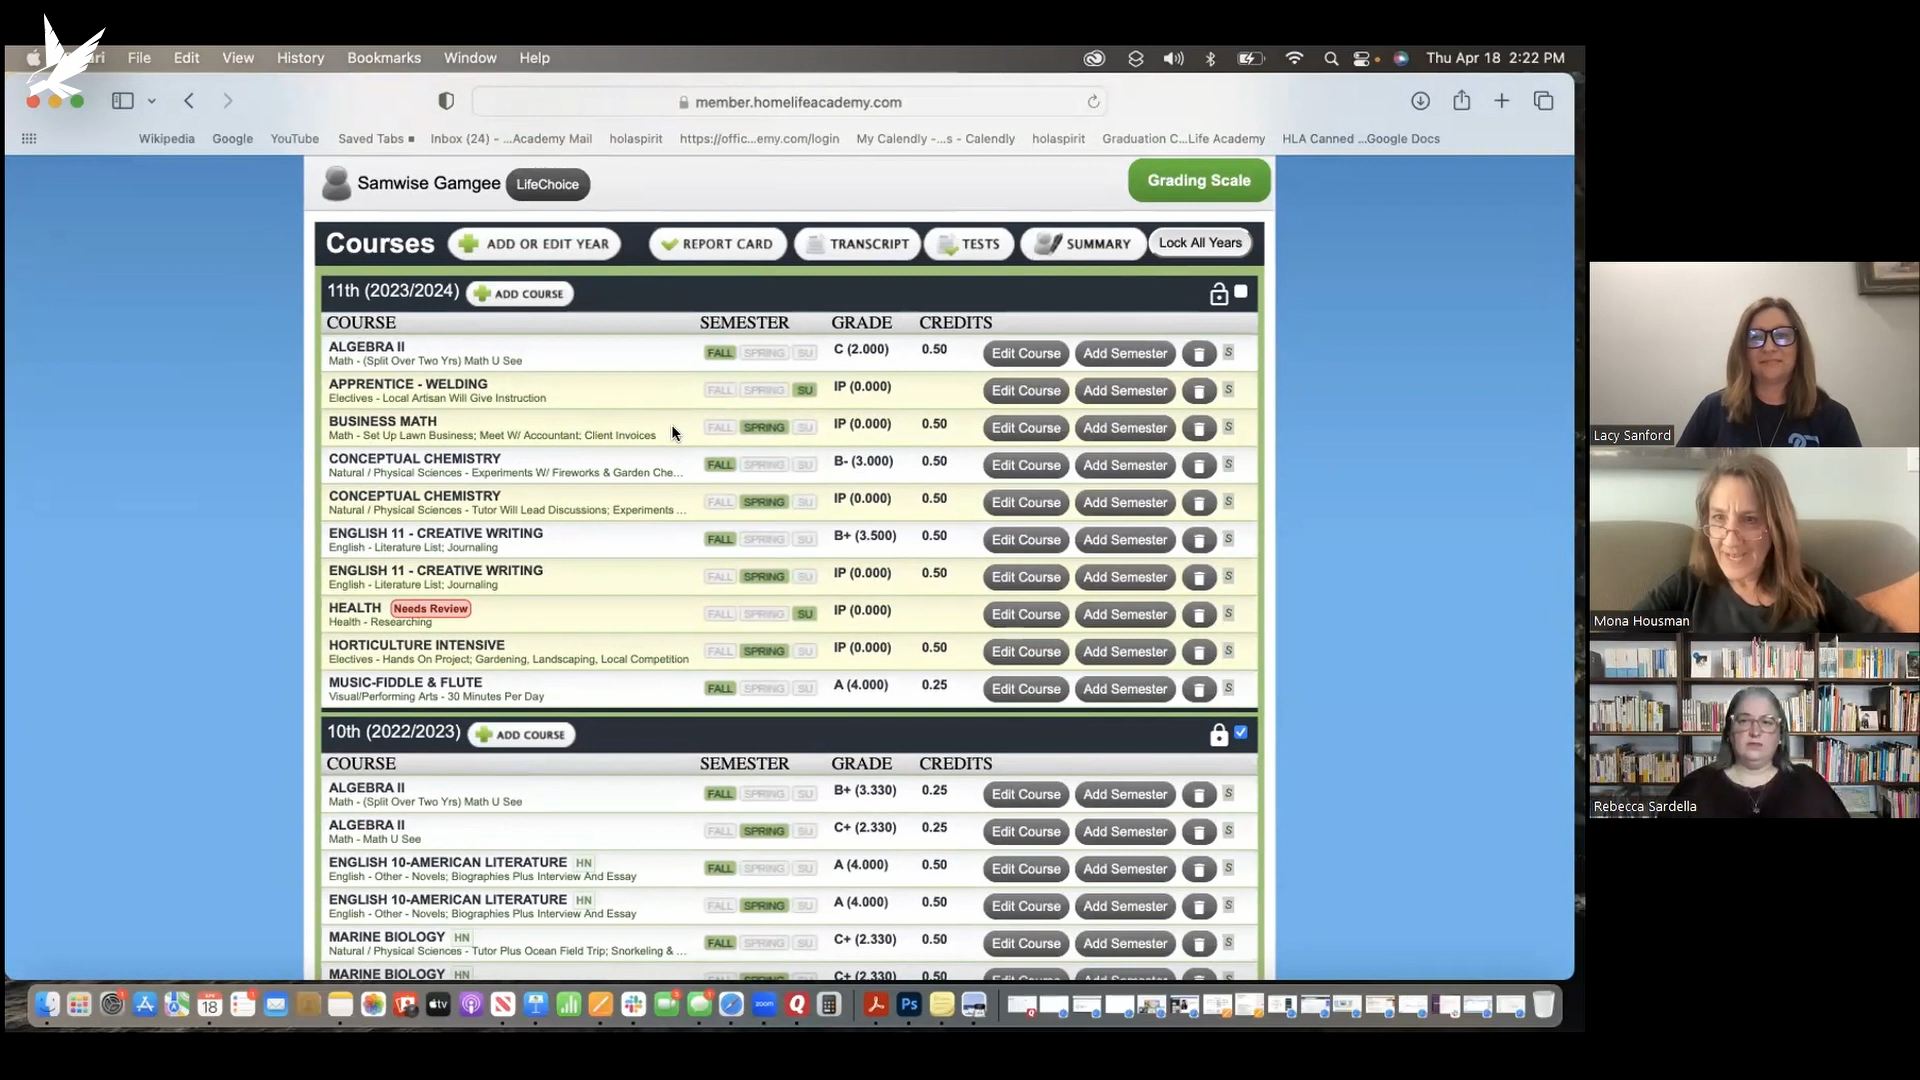 File Edit View History Bookmarks Window Help Thu Apr 18 2:22 PM
member.homelifeacademy.com
Wikipedia Google YouTube Saved Tabs Inbox (24) - ...Academy Mail holaspirit https://offic...emy.com/login My Calendly -...s - Calendly holaspirit Graduation C...Life Academy HLA Canned ...Google Docs
Samwise Gamgee LifeChoice Grading Scale
Courses ADD OR EDIT YEAR REPORT CARD TRANSCRIPT TESTS SUMMARY Lock All Years
11th (2023/2024) ADD COURSE
COURSE SEMESTER GRADE CREDITS
ALGEBRA II
Math - (Split Over Two Yrs) Math U See
FALL SPRING SU C (2.000) 0.50 Edit Course Add Semester S
APPRENTICE - WELDING
Electives - Local Artisan Will Give Instruction
FALL SPRING SU IP (0.000) Edit Course Add Semester S
BUSINESS MATH
Math - Set Up Lawn Business; Meet W/ Accountant; Client Invoices
FALL SPRING SU IP (0.000) 0.50 Edit Course Add Semester S
CONCEPTUAL CHEMISTRY
Natural / Physical Sciences - Experiments W/ Fireworks & Garden Che...
FALL SPRING SU B- (3.000) 0.50 Edit Course Add Semester S
CONCEPTUAL CHEMISTRY
Natural / Physical Sciences - Tutor Will Lead Discussions; Experiments ...
FALL SPRING SU IP (0.000) 0.50 Edit Course Add Semester S
ENGLISH 11 - CREATIVE WRITING
English - Literature List; Journaling
FALL SPRING SU B+ (3.500) 0.50 Edit Course Add Semester S
ENGLISH 11 - CREATIVE WRITING
English - Literature List; Journaling
FALL SPRING SU IP (0.000) 0.50 Edit Course Add Semester S
HEALTH Needs Review
Health - Researching
FALL SPRING SU IP (0.000) Edit Course Add Semester S
HORTICULTURE INTENSIVE
Electives - Hands On Project; Gardening, Landscaping, Local Competition
FALL SPRING SU IP (0.000) 0.50 Edit Course Add Semester S
MUSIC-FIDDLE & FLUTE
Visual/Performing Arts - 30 Minutes Per Day
FALL SPRING SU A (4.000) 0.25 Edit Course Add Semester S
10th (2022/2023) ADD COURSE
COURSE SEMESTER GRADE CREDITS
ALGEBRA II
Math - (Split Over Two Yrs) Math U See
FALL SPRING SU B+ (3.330) 0.25 Edit Course Add Semester S
ALGEBRA II
Math - Math U See
FALL SPRING SU C+ (2.330) 0.25 Edit Course Add Semester S
ENGLISH 10-AMERICAN LITERATURE HN
English - Other - Novels; Biographies Plus Interview And Essay
FALL SPRING SU A (4.000) 0.50 Edit Course Add Semester S
ENGLISH 10-AMERICAN LITERATURE HN
English - Other - Novels; Biographies Plus Interview And Essay
FALL SPRING SU A (4.000) 0.50 Edit Course Add Semester S
MARINE BIOLOGY HN
Natural / Physical Sciences - Tutor Plus Ocean Field Trip; Snorkeling & ...
FALL SPRING SU C+ (2.330) 0.50 Edit Course Add Semester S
MARINE BIOLOGY HN
FALL SPRING SU C+ (2.330) 0.50 Edit Course Add Semester S
Lacy Sanford
Mona Housman
Rebecca Sardella
18
tv
zoom
Ps